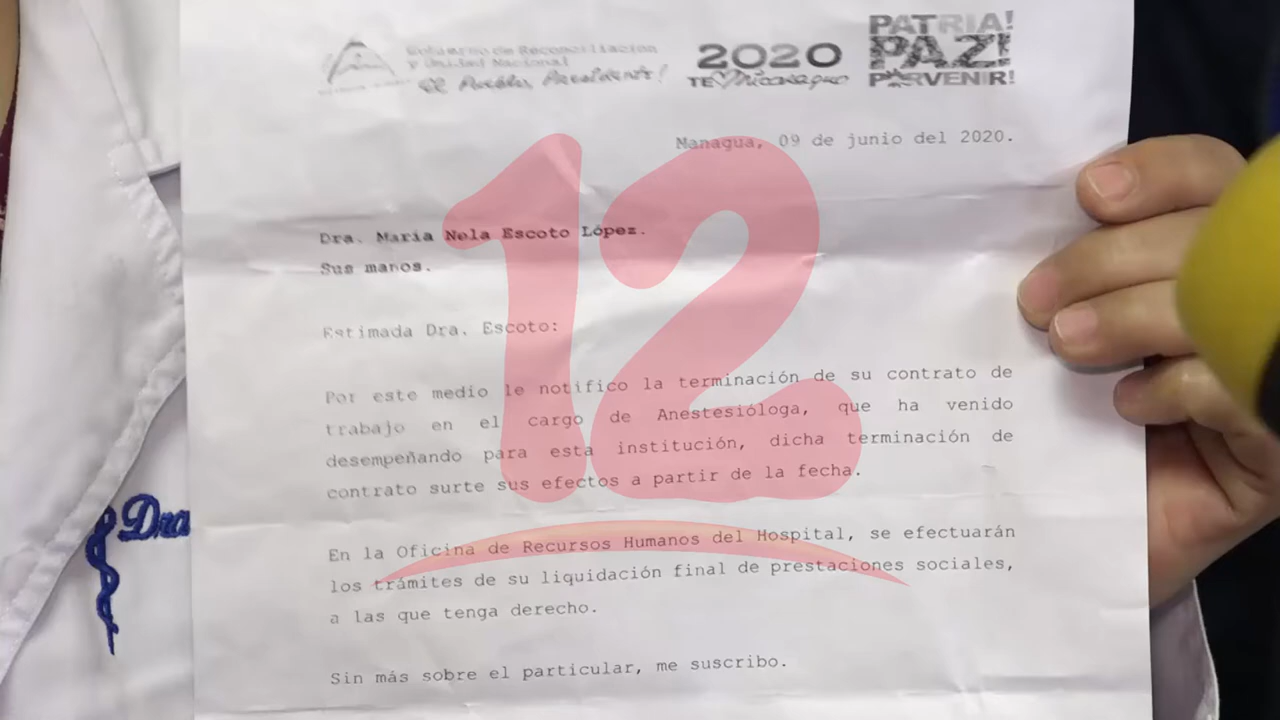 Gobierno de Reconciliación
y Unidad Nacional
El Pueblo, Presidente!
2020
TE Nicaragua
PATRIA!
PAZ!
PORVENIR!
Managua, 09 de junio del 2020.
Dra. María Nela Escoto López.
Sus manos.
Estimada Dra. Escoto:
Por este medio le notifico la terminación de su contrato de
trabajo en el cargo de Anestesióloga, que ha venido
desempeñando para esta institución, dicha terminación de
contrato surte sus efectos a partir de la fecha.
En la Oficina de Recursos Humanos del Hospital, se efectuarán
los trámites de su liquidación final de prestaciones sociales,
a las que tenga derecho.
Sin más sobre el particular, me suscribo.
12
Dra